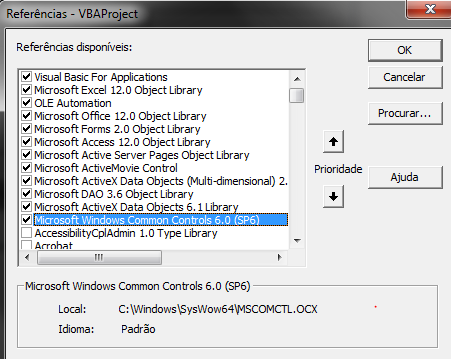 Referências - VBAProject
Referências disponíveis:
OK
Visual Basic For Applications
Microsoft Excel 12.0 Object Library
Cancelar
OLE Automation
Microsoft Office 12.0 Object Library
Microsoft Forms 2.0 Object Library
Procurar...
Microsoft Access 12.0 Object Library
Microsoft Active Server Pages Object Library
Microsoft ActiveMovie Control
Prioridade
Microsoft ActiveX Data Objects (Multi-dimensional) 2.
Ajuda
Microsoft DAO 3.6 Object Library
Microsoft ActiveX Data Objects 6.1 Library
Microsoft Windows Common Controls 6.0 (SP6)
AccessibilityCplAdmin 1.0 Type Library
Acrobat
Microsoft Windows Common Controls 6.0 (SP6)
Local: C:\Windows\SysWow64\MSCOMCTL.OCX
Idioma: Padrão